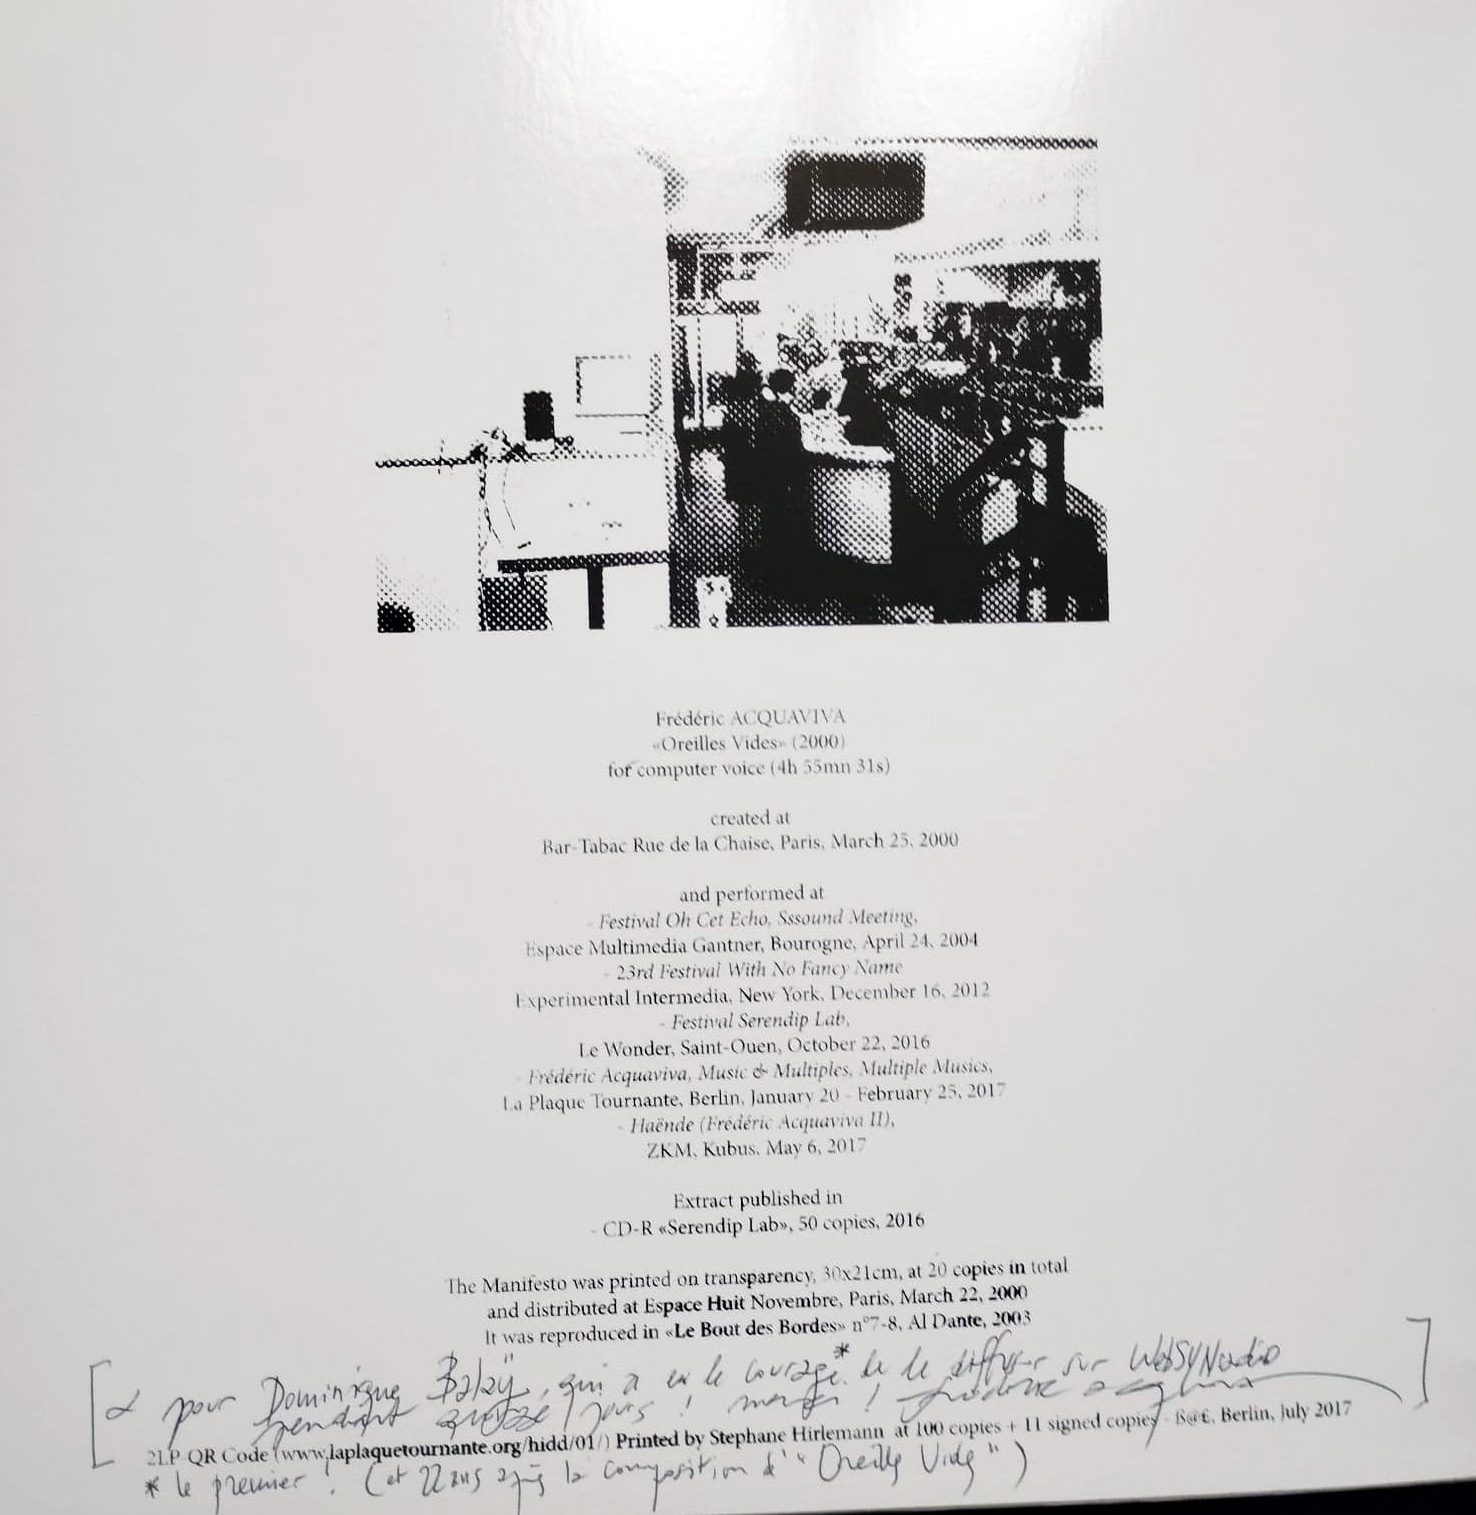 Frédéric ACQUAVIVA
«Oreilles Vides» (2000)
for computer voice (4h 55mn 31s)
created at
Bar-Tabac Rue de la Chaise, Paris, March 25, 2000
and performed at
- Festival Oh Cet Echo, Sssound Meeting,
Espace Multimedia Gantner, Bourogne, April 24, 2004
- 23rd Festival With No Fancy Name
Experimental Intermedia, New York, December 16, 2012
- Festival Serendip Lab,
Le Wonder, Saint-Ouen, October 22, 2016
- Frédéric Acquaviva, Music & Multiples, Multiple Musics,
La Plaque Tournante, Berlin, January 20 - February 25, 2017
- Haënde (Frédéric Acquaviva II),
ZKM, Kubus, May 6, 2017
Extract published in
- CD-R «Serendip Lab», 50 copies, 2016
The Manifesto was printed on transparency, 30x21cm, at 20 copies in total
and distributed at Espace Huit Novembre, Paris, March 22, 2000
It was reproduced in «Le Bout des Bordes» n°7-8, Al Dante, 2003
[ & pour Dominique Balaÿ, qui a eu le courage* de le diffuser sur WebSYNradio
pendant quinze jours ! merci !
2LP-QR Code (www.laplaquetournante.org/hidd/01/) Printed by Stephane Hirlemann at 100 copies + 11 signed copies - B@£, Berlin, July 2017
* le premier ! (et 22 ans après la composition d'"Oreilles Vides") ]